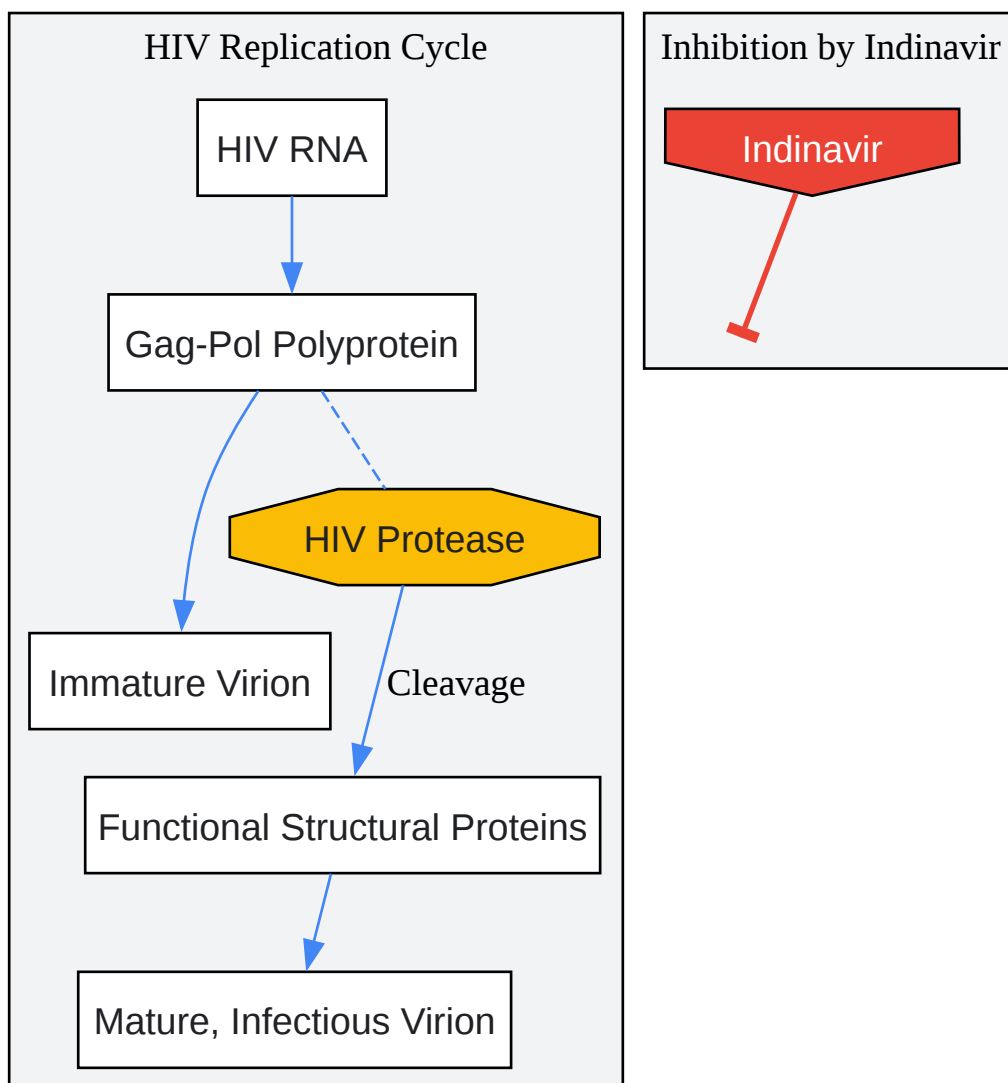 HIV Replication Cycle
HIV RNA
Gag-Pol Polyprotein
HIV Protease
Immature Virion
Cleavage
Functional Structural Proteins
Mature, Infectious Virion
Inhibition by Indinavir
Indinavir